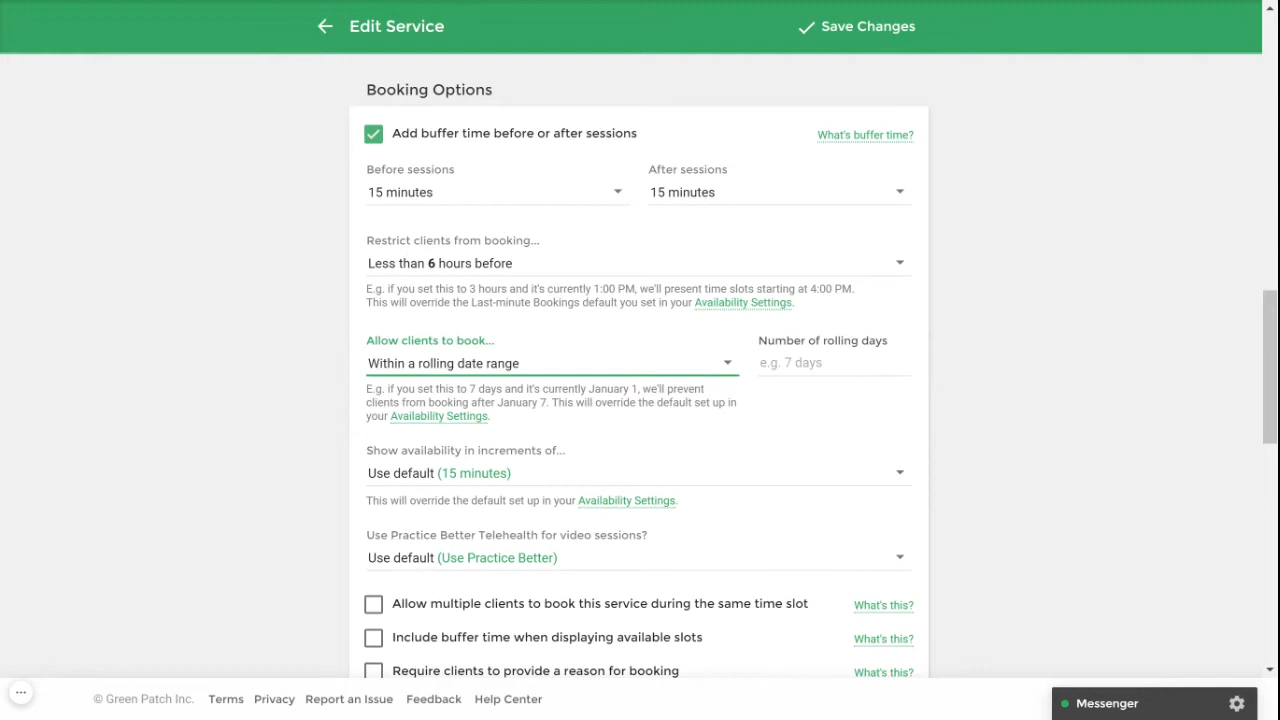 Edit Service
Save Changes
Booking Options
Add buffer time before or after sessions
What's buffer time?
Before sessions
After sessions
15 minutes
15 minutes
Restrict clients from booking...
Less than 6 hours before
E.g. if you set this to 3 hours and it's currently 1:00 PM, we'll present time slots starting at 4:00 PM.
This will override the Last-minute Bookings default you set in your Availability Settings.
Allow clients to book...
Number of rolling days
Within a rolling date range
e.g. 7 days
E.g. if you set this to 7 days and it's currently January 1, we'll prevent
clients from booking after January 7. This will override the default set up in
your Availability Settings.
Show availability in increments of...
Use default (15 minutes)
This will override the default set up in your Availability Settings.
Use Practice Better Telehealth for video sessions?
Use default (Use Practice Better)
Allow multiple clients to book this service during the same time slot
What's this?
Include buffer time when displaying available slots
What's this?
Require clients to provide a reason for booking
What's this?
© Green Patch Inc. Terms Privacy Report an Issue Feedback Help Center
Messenger